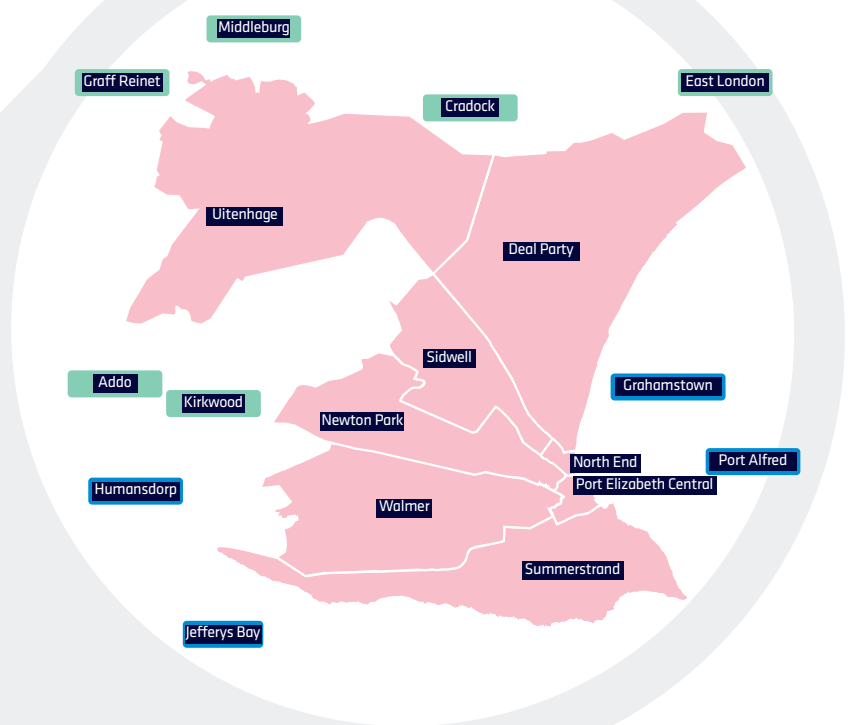 Middleburg
Graff Reinet
East London
Cradock
Uitenhage
Deal Party
Sidwell
Addo
Grahamstown
Kirkwood
Newton Park
North End
Port Alfred
Port Elizabeth Central
Humansdorp
Walmer
Summerstrand
Jefferys Bay